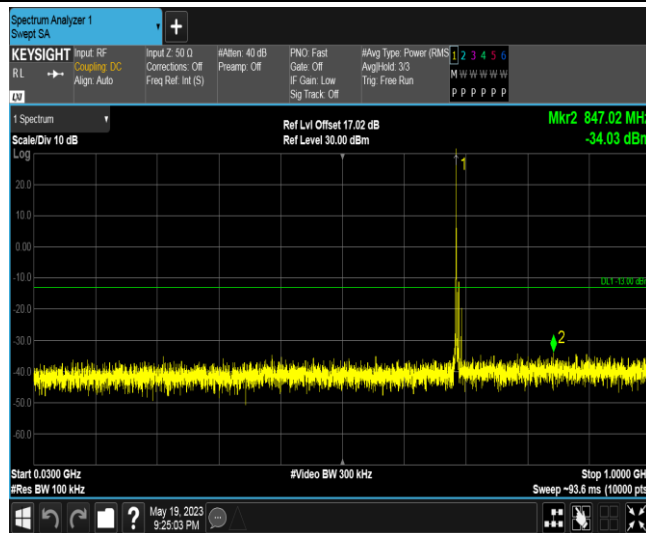 Spectrum Analyzer 1
Swept SA
KEYSIGHT
RL
LXI
Input: RF
Coupling: DC
Align: Auto
Input Z: 50 Ω
Corrections: Off
Freq Ref: Int (S)
#Atten: 40 dB
Preamp: Off
PNO: Fast
Gate: Off
IF Gain: Low
Sig Track: Off
#Avg Type: Power (RMS
Avg|Hold: 3/3
Trig: Free Run
1 2 3 4 5 6
M W W W W W
P P P P P P
1 Spectrum
Scale/Div 10 dB
Ref Lvl Offset 17.02 dB
Ref Level 30.00 dBm
Mkr2 847.02 MHz
-34.03 dBm
Log
1
20.0
10.0
0.00
-10.0
DL1 -13.00 dBm
-20.0
-30.0
2
-40.0
-50.0
-60.0
Start 0.0300 GHz
#Res BW 100 kHz
#Video BW 300 kHz
Stop 1.0000 GH
Sweep ~93.6 ms (10000 pts
?
May 19, 2023
9:25:03 PM